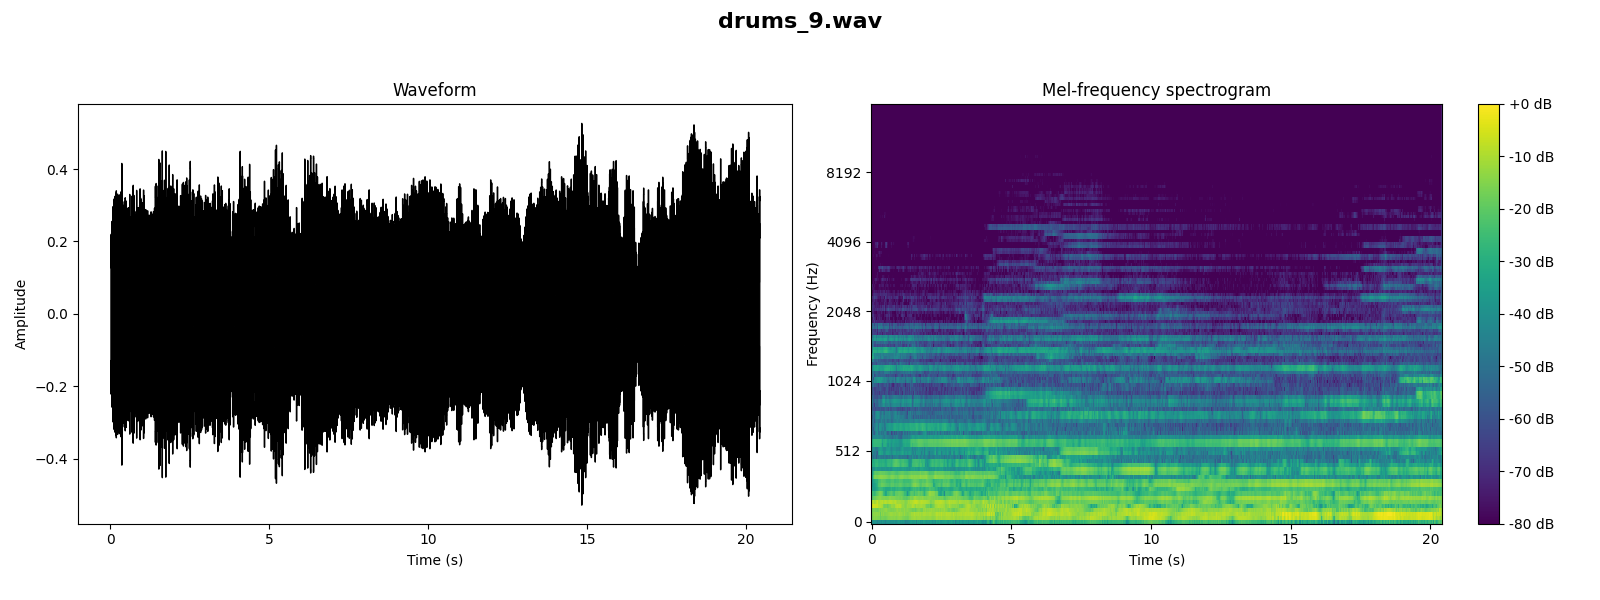 drums_9.wav
Waveform
Amplitude
0.4
0.2
0.0
−0.2
−0.4
0 5 10 15 20
Time (s)
Mel-frequency spectrogram
Frequency (Hz)
8192
4096
2048
1024
512
0
0 5 10 15 20
Time (s)
+0 dB
-10 dB
-20 dB
-30 dB
-40 dB
-50 dB
-60 dB
-70 dB
-80 dB